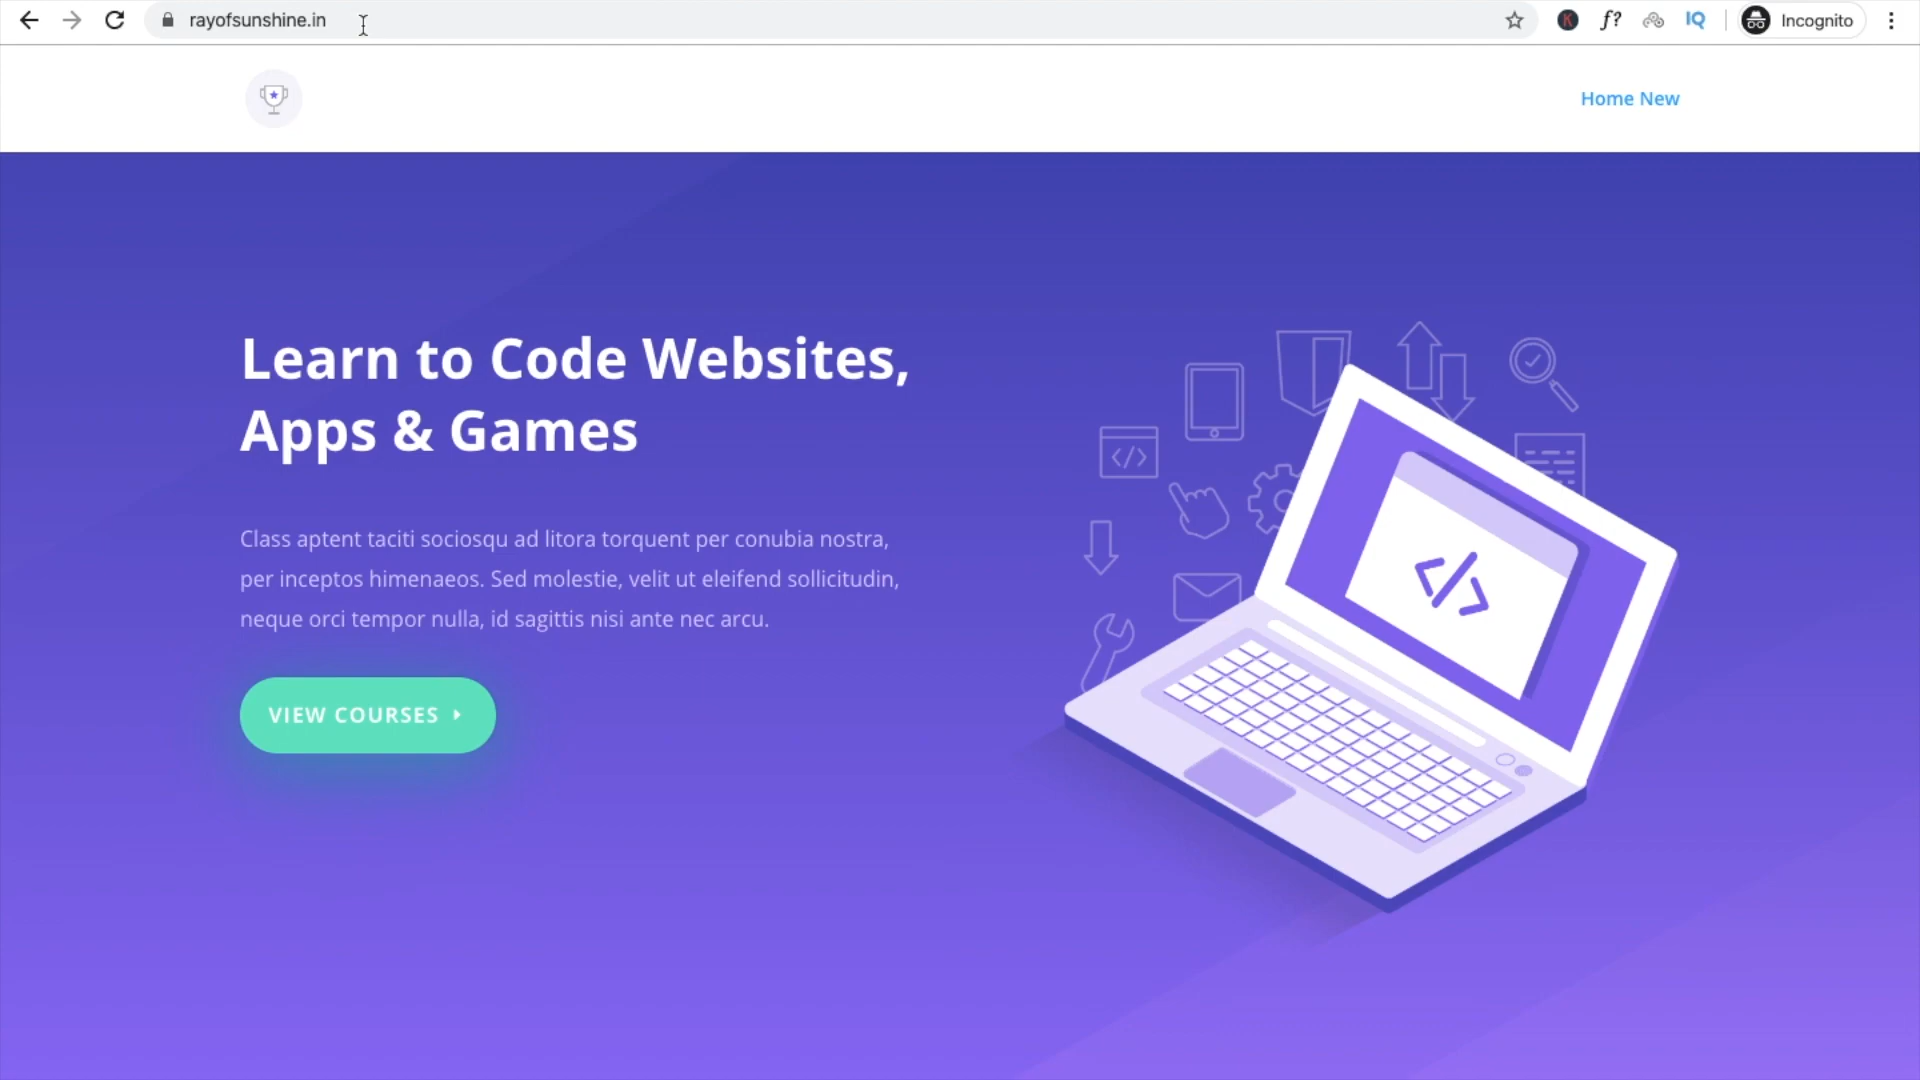 rayofsunshine.in
K
f?
IQ
Incognito
Home New
Learn to Code Websites,
Apps & Games
Class aptent taciti sociosqu ad litora torquent per conubia nostra,
per inceptos himenaeos. Sed molestie, velit ut eleifend sollicitudin,
neque orci tempor nulla, id sagittis nisi ante nec arcu.
VIEW COURSES
</>
</>